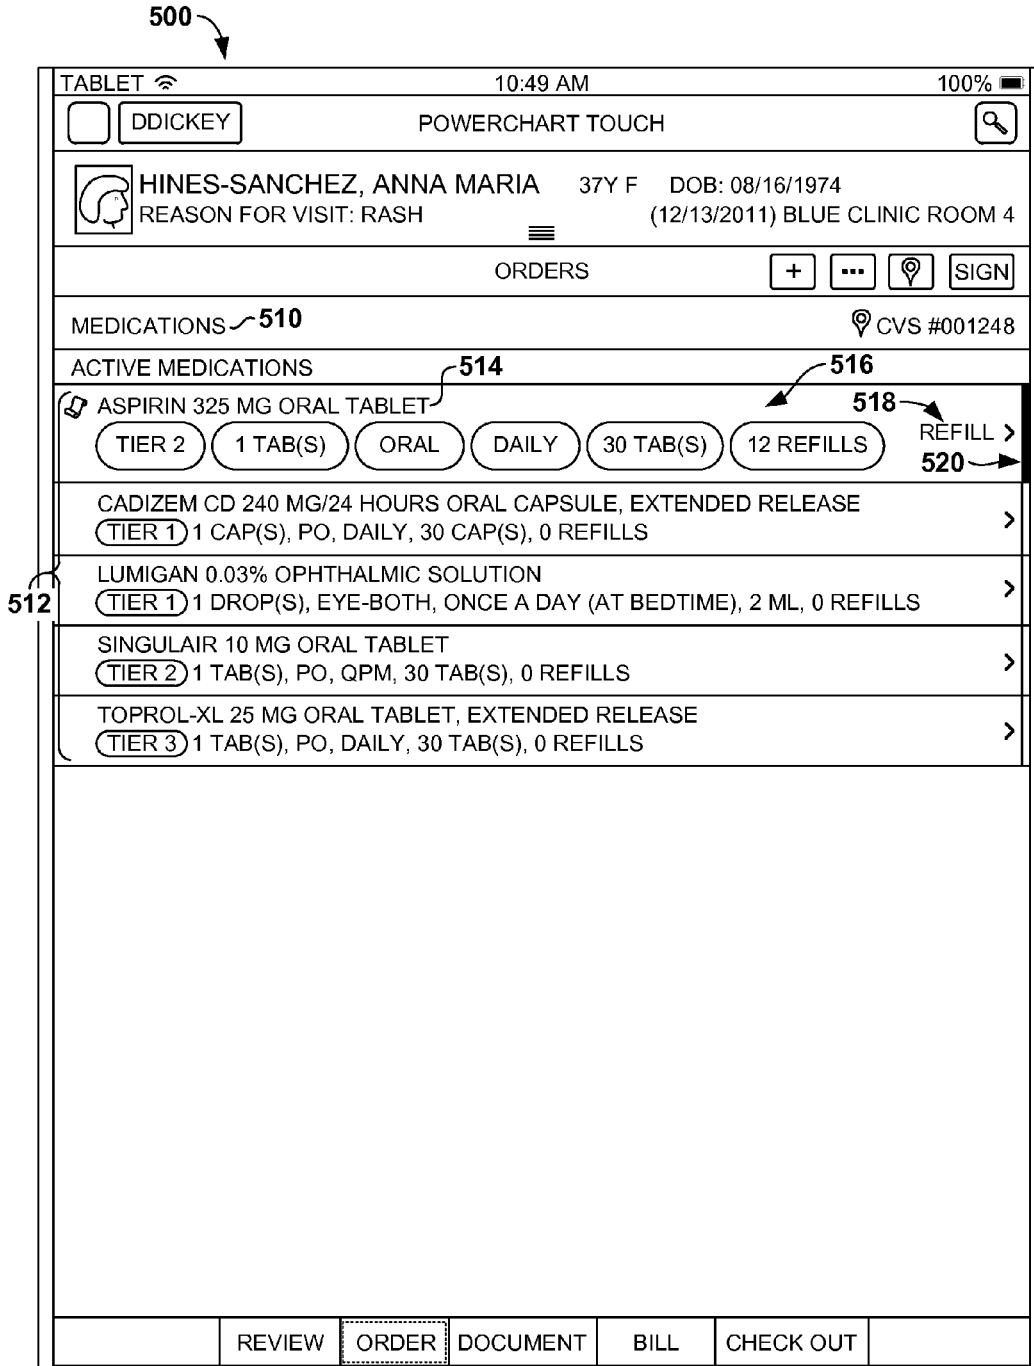 500
TABLET 10:49 AM 100%
DDICKEY POWERCHART TOUCH
HINES-SANCHEZ, ANNA MARIA 37Y F DOB: 08/16/1974
REASON FOR VISIT: RASH (12/13/2011) BLUE CLINIC ROOM 4
ORDERS + ... SIGN
MEDICATIONS 510 CVS #001248
ACTIVE MEDICATIONS 514 516
ASPIRIN 325 MG ORAL TABLET 518
TIER 2 1 TAB(S) ORAL DAILY 30 TAB(S) 12 REFILLS REFILL >
520
CADIZEM CD 240 MG/24 HOURS ORAL CAPSULE, EXTENDED RELEASE
TIER 1 1 CAP(S), PO, DAILY, 30 CAP(S), 0 REFILLS >
LUMIGAN 0.03% OPHTHALMIC SOLUTION
512 TIER 1 1 DROP(S), EYE-BOTH, ONCE A DAY (AT BEDTIME), 2 ML, 0 REFILLS >
SINGULAIR 10 MG ORAL TABLET
TIER 2 1 TAB(S), PO, QPM, 30 TAB(S), 0 REFILLS >
TOPROL-XL 25 MG ORAL TABLET, EXTENDED RELEASE
TIER 3 1 TAB(S), PO, DAILY, 30 TAB(S), 0 REFILLS >
REVIEW ORDER DOCUMENT BILL CHECK OUT